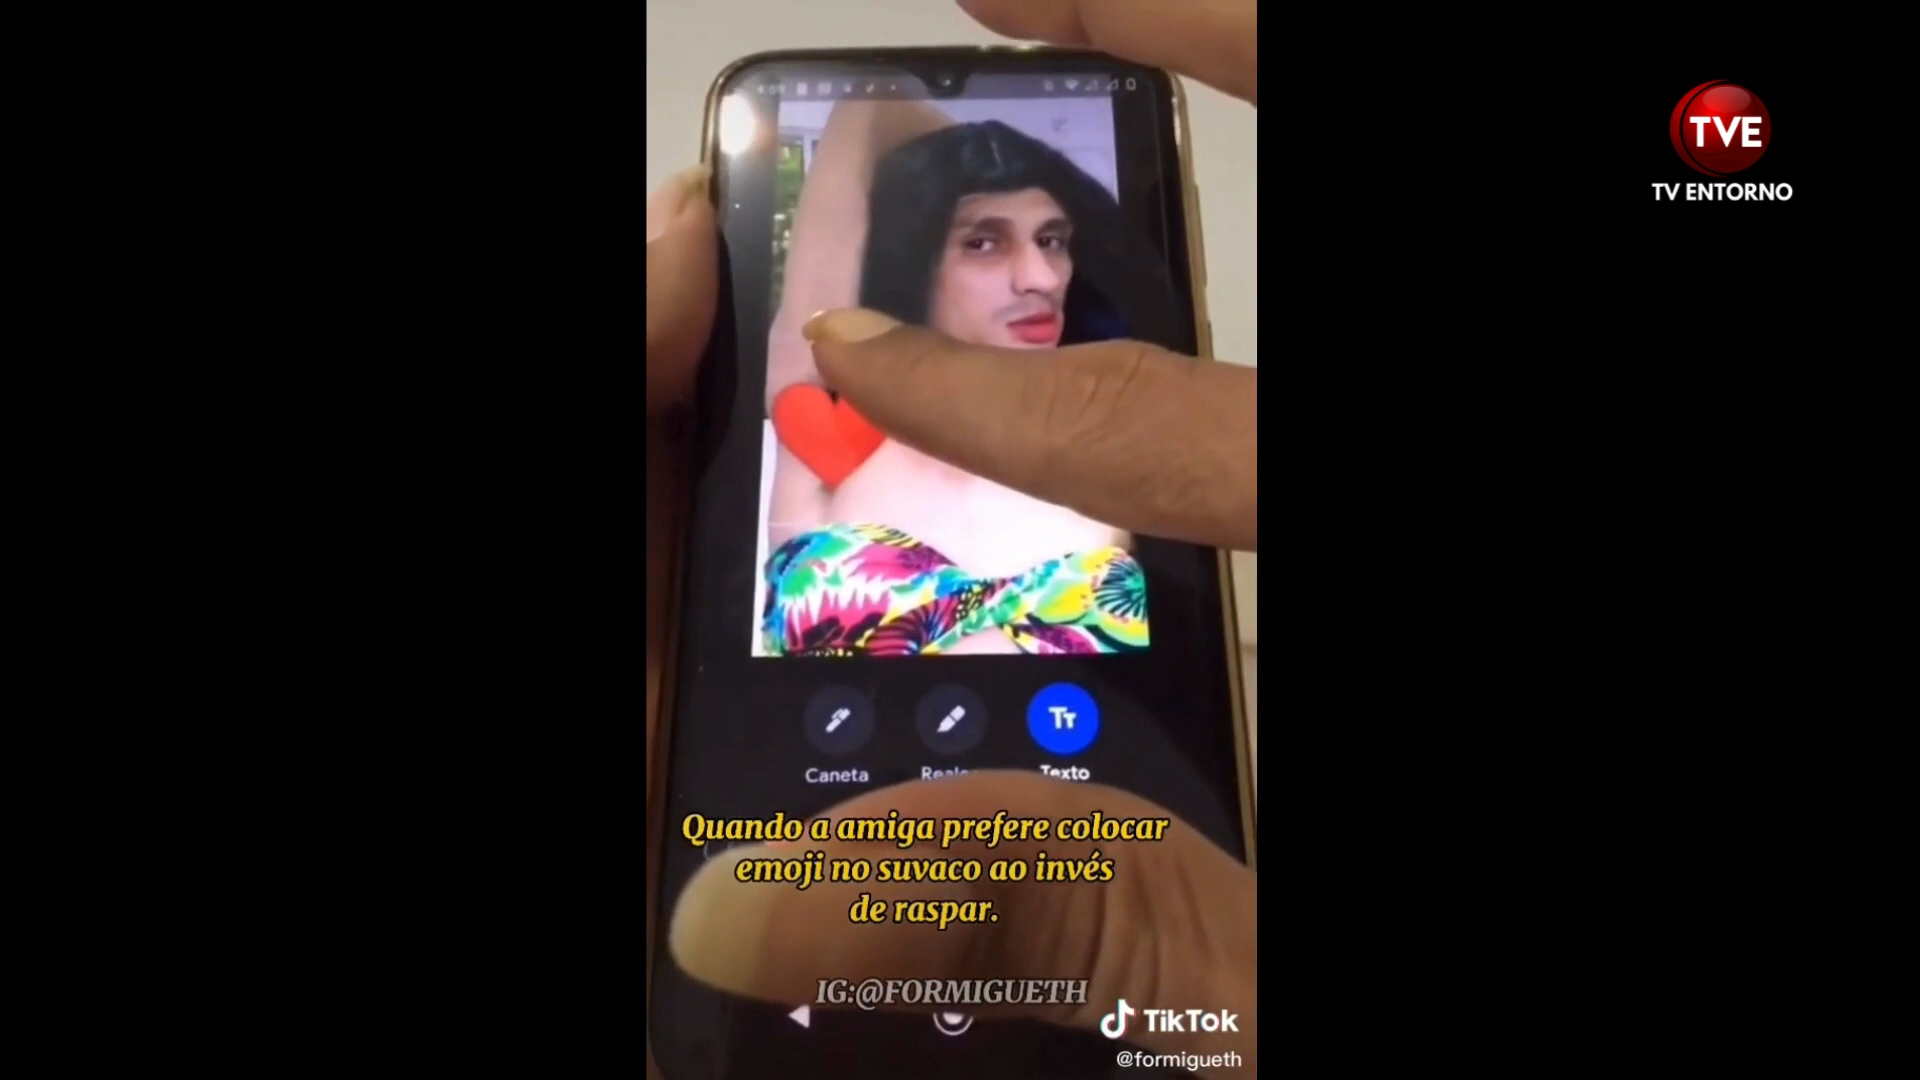 TVE
TV ENTORNO
Caneta
Texto
Quando a amiga prefere colocar
emoji no suvaco ao invés
de raspar.
IG:@FORMIGUETH
TikTok
@formigueth